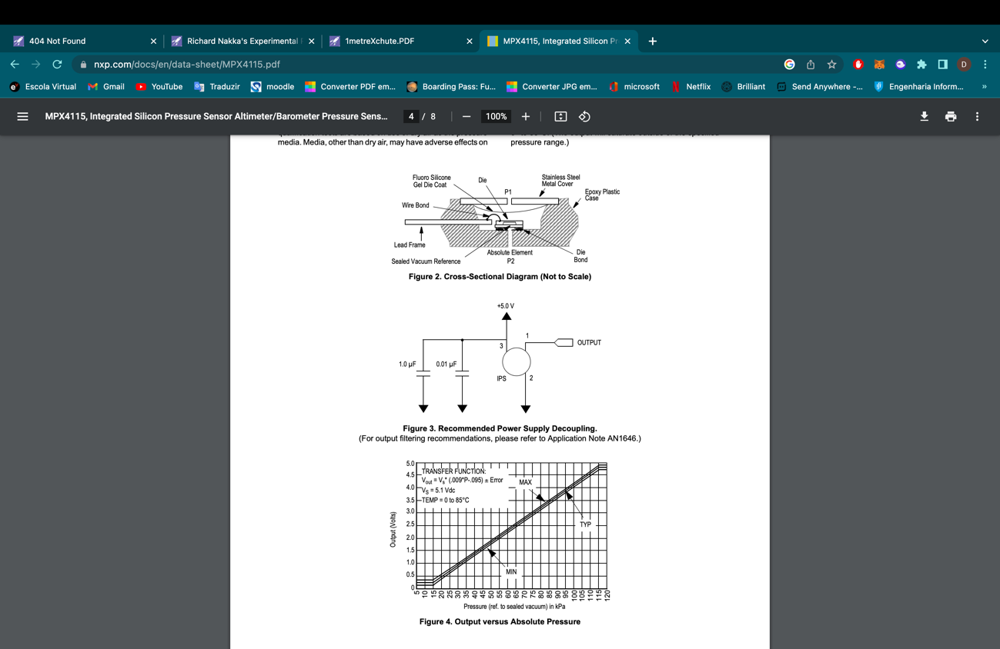 404 Not Found
Richard Nakka's Experimental
1metreXchute.PDF
MPX4115, Integrated Silicon Pr
nxp.com/docs/en/data-sheet/MPX4115.pdf
D
Escola Virtual
Gmail
YouTube
Traduzir
moodle
Converter PDF em...
Boarding Pass: Fu...
Converter JPG em...
microsoft
Netflix
Brilliant
Send Anywhere -...
Engenharia Inform...
»
MPX4115, Integrated Silicon Pressure Sensor Altimeter/Barometer Pressure Sens...
4 / 8
100%
media. Media, other than dry air, may have adverse effects on
pressure range.)
Fluoro Silicone
Gel Die Coat
Die
P1
Stainless Steel
Metal Cover
Epoxy Plastic
Case
Wire Bond
Lead Frame
Sealed Vacuum Reference
Absolute Element
P2
Die
Bond
Figure 2. Cross-Sectional Diagram (Not to Scale)
+5.0 V
1
3
OUTPUT
1.0 µF
0.01 µF
IPS
2
Figure 3. Recommended Power Supply Decoupling.
(For output filtering recommendations, please refer to Application Note AN1646.)
TRANSFER FUNCTION:
Vout = Vs* (.009*P-.095) ± Error
VS = 5.1 Vdc
TEMP = 0 to 85°C
MAX
TYP
MIN
Output (Volts)
5.0
4.5
4.0
3.5
3.0
2.5
2.0
1.5
1.0
0.5
0
5
10
15
20
25
30
35
40
45
50
55
60
65
70
75
80
85
90
95
100
105
110
115
120
Pressure (ref. to sealed vacuum) in kPa
Figure 4. Output versus Absolute Pressure